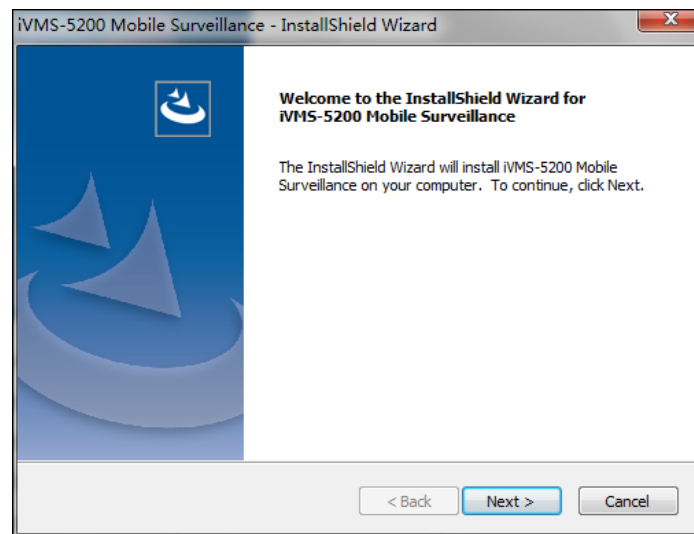 iVMS-5200 Mobile Surveillance - InstallShield Wizard
Welcome to the InstallShield Wizard for
iVMS-5200 Mobile Surveillance
The InstallShield Wizard will install iVMS-5200 Mobile
Surveillance on your computer.  To continue, click Next.
< Back
Next >
Cancel